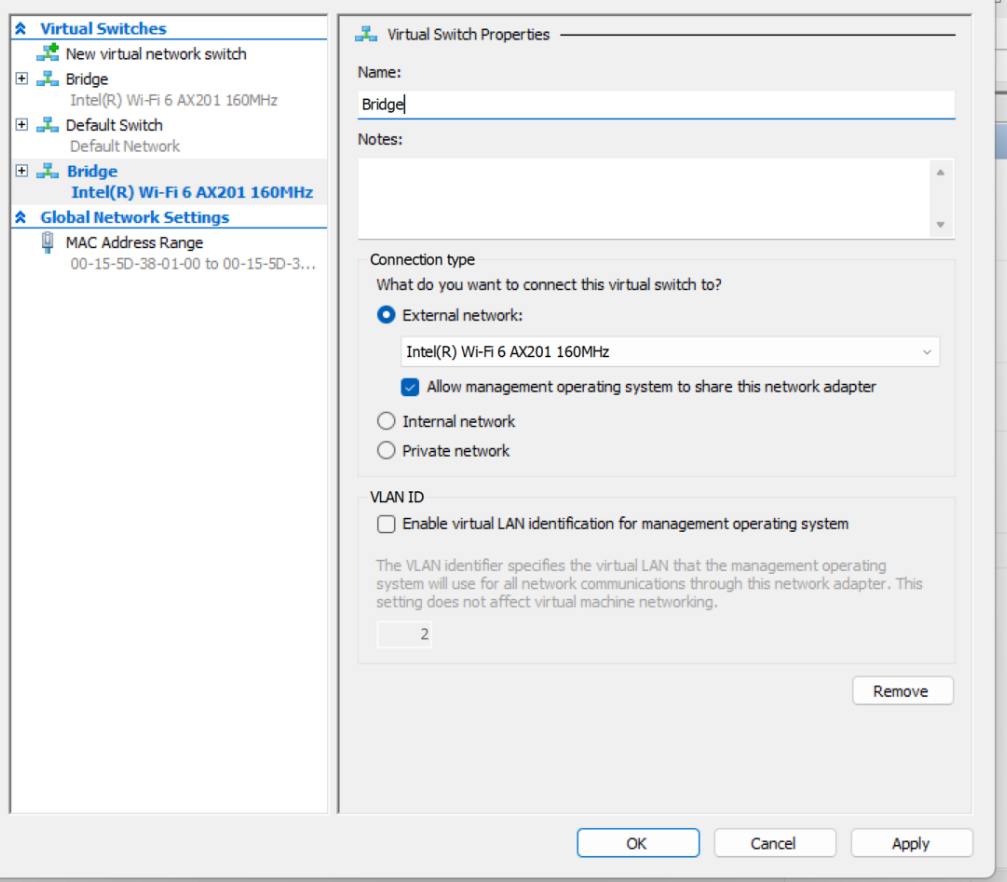 Virtual Switches
New virtual network switch
Bridge
Intel(R) Wi-Fi 6 AX201 160MHz
Default Switch
Default Network
Bridge
Intel(R) Wi-Fi 6 AX201 160MHz
Global Network Settings
MAC Address Range
00-15-5D-38-01-00 to 00-15-5D-3...
Virtual Switch Properties
Name:
Bridge
Notes:
Connection type
What do you want to connect this virtual switch to?
External network:
Intel(R) Wi-Fi 6 AX201 160MHz
Allow management operating system to share this network adapter
Internal network
Private network
VLAN ID
Enable virtual LAN identification for management operating system
The VLAN identifier specifies the virtual LAN that the management operating
system will use for all network communications through this network adapter. This
setting does not affect virtual machine networking.
2
Remove
OK
Cancel
Apply